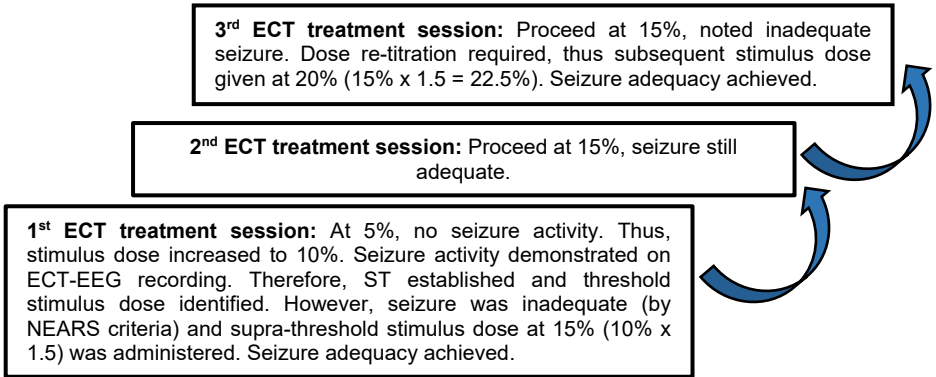 3rd ECT treatment session: Proceed at 15%, noted inadequate
seizure. Dose re-titration required, thus subsequent stimulus dose
given at 20% (15% x 1.5 = 22.5%). Seizure adequacy achieved.
2nd ECT treatment session: Proceed at 15%, seizure still
adequate.
1st ECT treatment session: At 5%, no seizure activity. Thus,
stimulus dose increased to 10%. Seizure activity demonstrated on
ECT-EEG recording. Therefore, ST established and threshold
stimulus dose identified. However, seizure was inadequate (by
NEARS criteria) and supra-threshold stimulus dose at 15% (10% x
1.5) was administered. Seizure adequacy achieved.